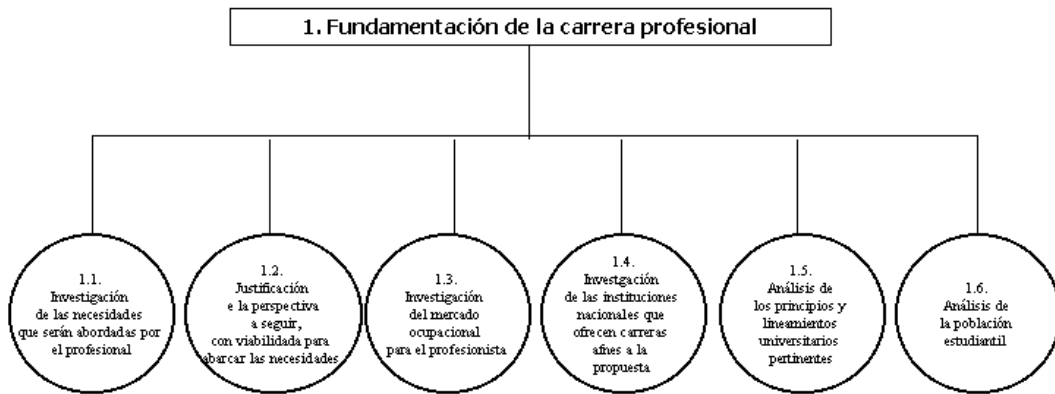 1. Fundamentación de la carrera profesional
1.1.
Investigación
de las necesidades
que serán abordadas por
el profesional
1.2.
Justificación
e la perspectiva
a seguir,
con viabilidada para
abarcar las necesidades
1.3.
Investigación
del mercado
ocupacional
para el profesionista
1.4.
Investgación
de las instituciones
nacionales que
ofrecen carreras
afnes a la
propuesta
1.5.
Análisis de
los principios y
lineamientos
universitarios
pertinentes
1.6.
Análisis de
la población
estudiantil